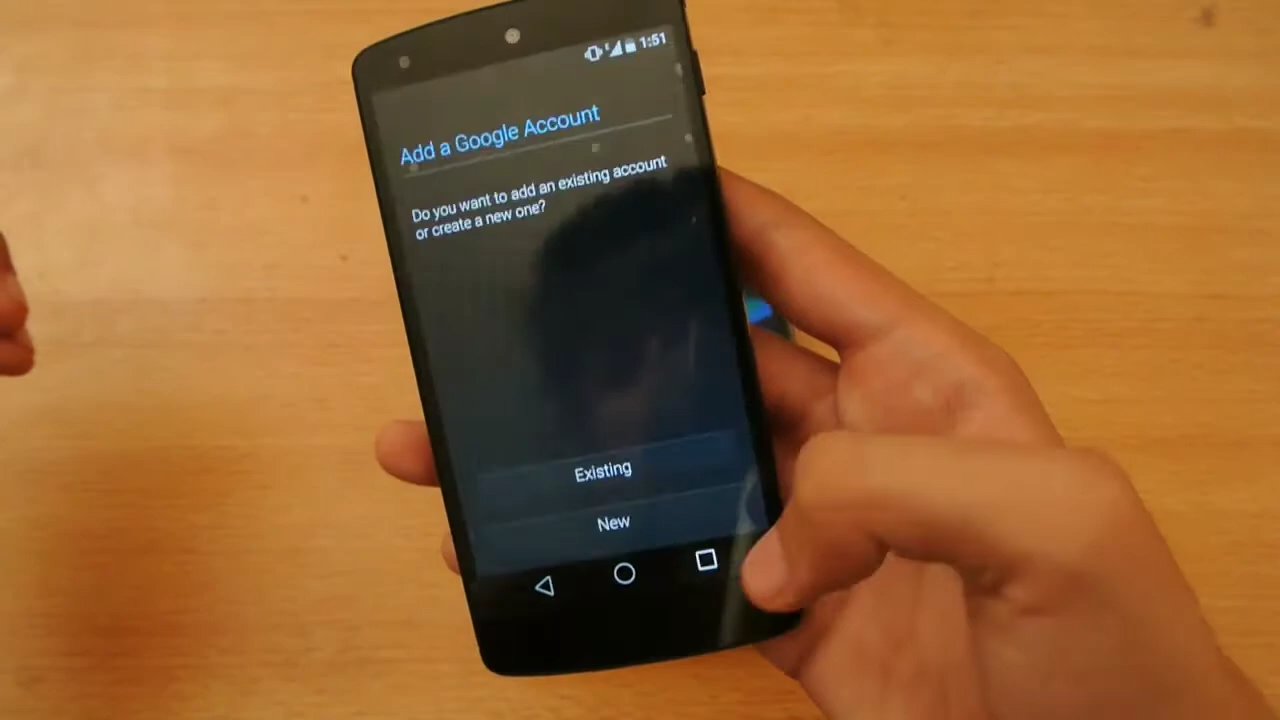 1:51
Add a Google Account
Do you want to add an existing account
or create a new one?
Existing
New